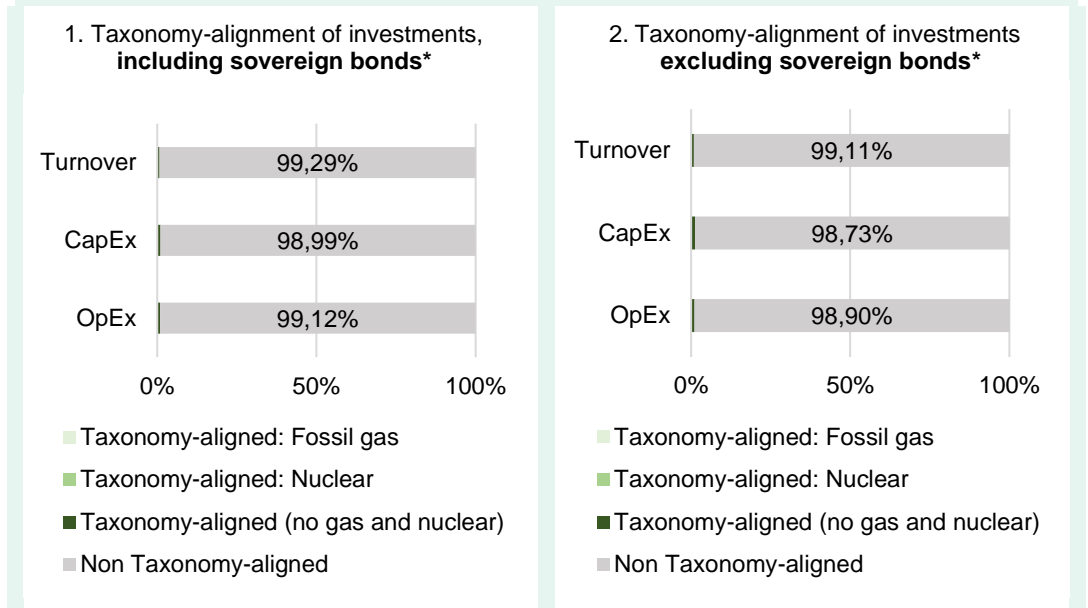 1. Taxonomy-alignment of investments,
including sovereign bonds*
Turnover
99,29%
CapEx
98,99%
OpEx
99,12%
0%
50%
100%
Taxonomy-aligned: Fossil gas
Taxonomy-aligned: Nuclear
Taxonomy-aligned (no gas and nuclear)
Non Taxonomy-aligned
2. Taxonomy-alignment of investments
excluding sovereign bonds*
Turnover
99,11%
CapEx
98,73%
OpEx
98,90%
0%
50%
100%
Taxonomy-aligned: Fossil gas
Taxonomy-aligned: Nuclear
Taxonomy-aligned (no gas and nuclear)
Non Taxonomy-aligned